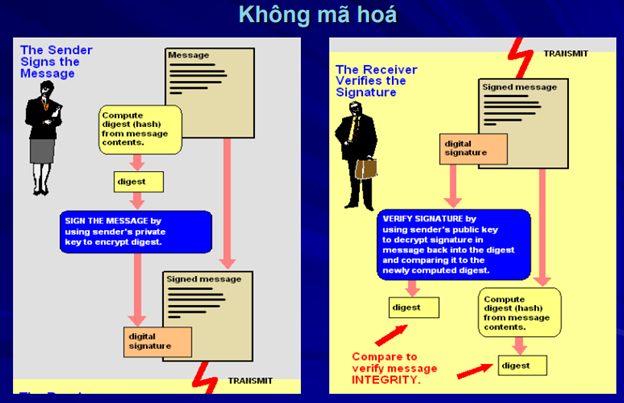 Không mã hoá
The Sender
Signs the
Message
Message
Compute
digest (hash)
from message
contents.
digest
SIGN THE MESSAGE by
using sender's private
key to encrypt digest.
Signed message
digital
signature
TRANSMIT
TRANSMIT
The Receiver
Verifies the
Signature
Signed message
digital
signature
VERIFY SIGNATURE by
using sender's public key
to decrypt signature in
message back into the digest
and comparing it to the
newly computed digest.
digest
Compute
digest (hash)
from message
contents.
Compare to
verify message
INTEGRITY.
digest